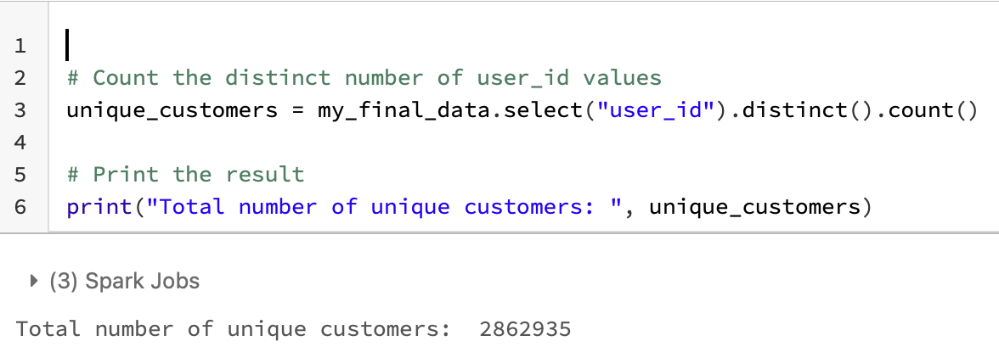 1
2 # Count the distinct number of user_id values
3 unique_customers = my_final_data.select("user_id").distinct().count()
4
5 # Print the result
6 print("Total number of unique customers: ", unique_customers)
(3) Spark Jobs
Total number of unique customers:  2862935